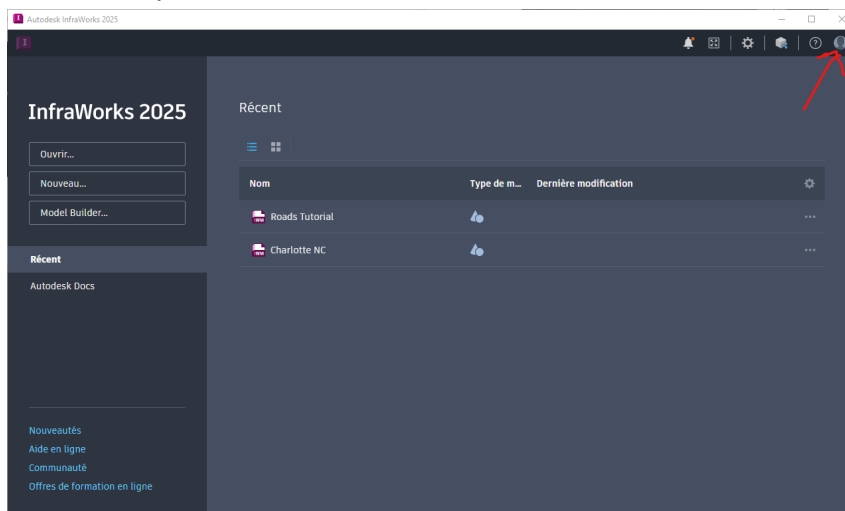 Autodesk InfraWorks 2025
InfraWorks 2025
Ouvrir...
Nouveau...
Model Builder...
Récent
Autodesk Docs
Nouveautés
Aide en ligne
Communauté
Offres de formation en ligne
Récent
Nom Type de m... Dernière modification
Roads Tutorial
Charlotte NC